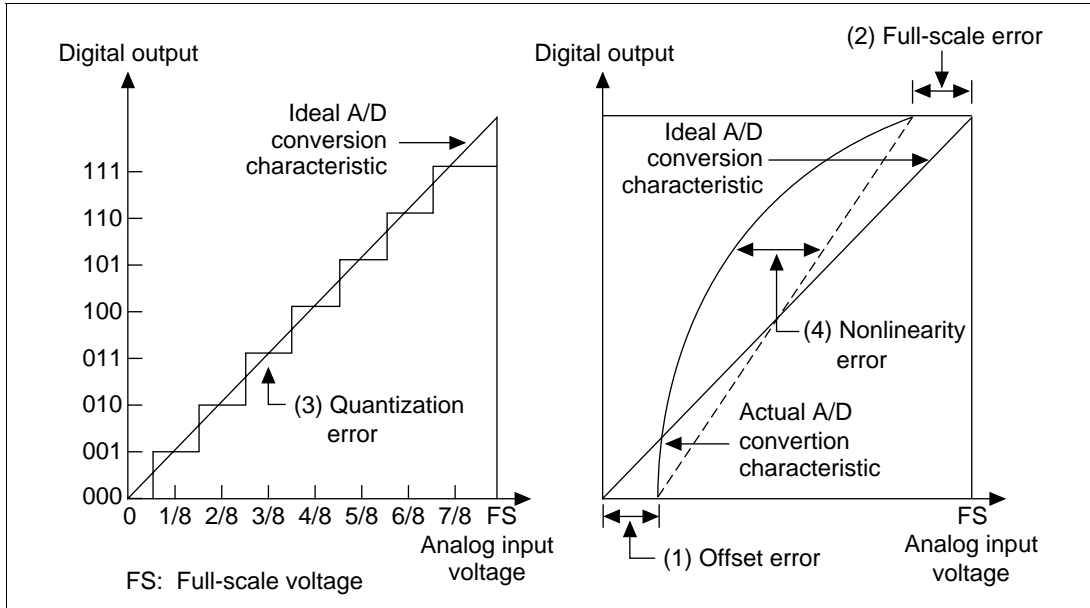 Digital output
Ideal A/D
conversion
characteristic
111
110
101
100
011
010
001
000
(3) Quantization
error
0 1/8 2/8 3/8 4/8 5/8 6/8 7/8 FS
Analog input
voltage
FS: Full-scale voltage
(2) Full-scale error
Digital output
Ideal A/D
conversion
characteristic
(4) Nonlinearity
error
Actual A/D
convertion
characteristic
FS
(1) Offset error
Analog input
voltage